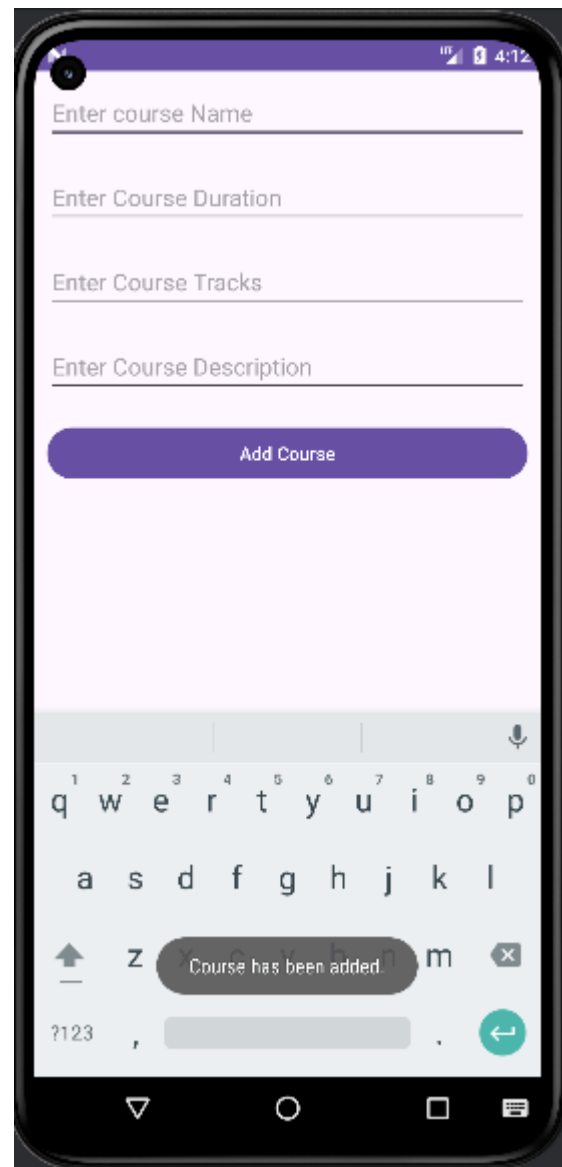 LTE 4:12
Enter course Name
Enter Course Duration
Enter Course Tracks
Enter Course Description
Add Course
1 2 3 4 5 6 7 8 9 0
q w e r t y u i o p
a s d f g h j k l
z x c v b n m
Course has been added.
?123 , .